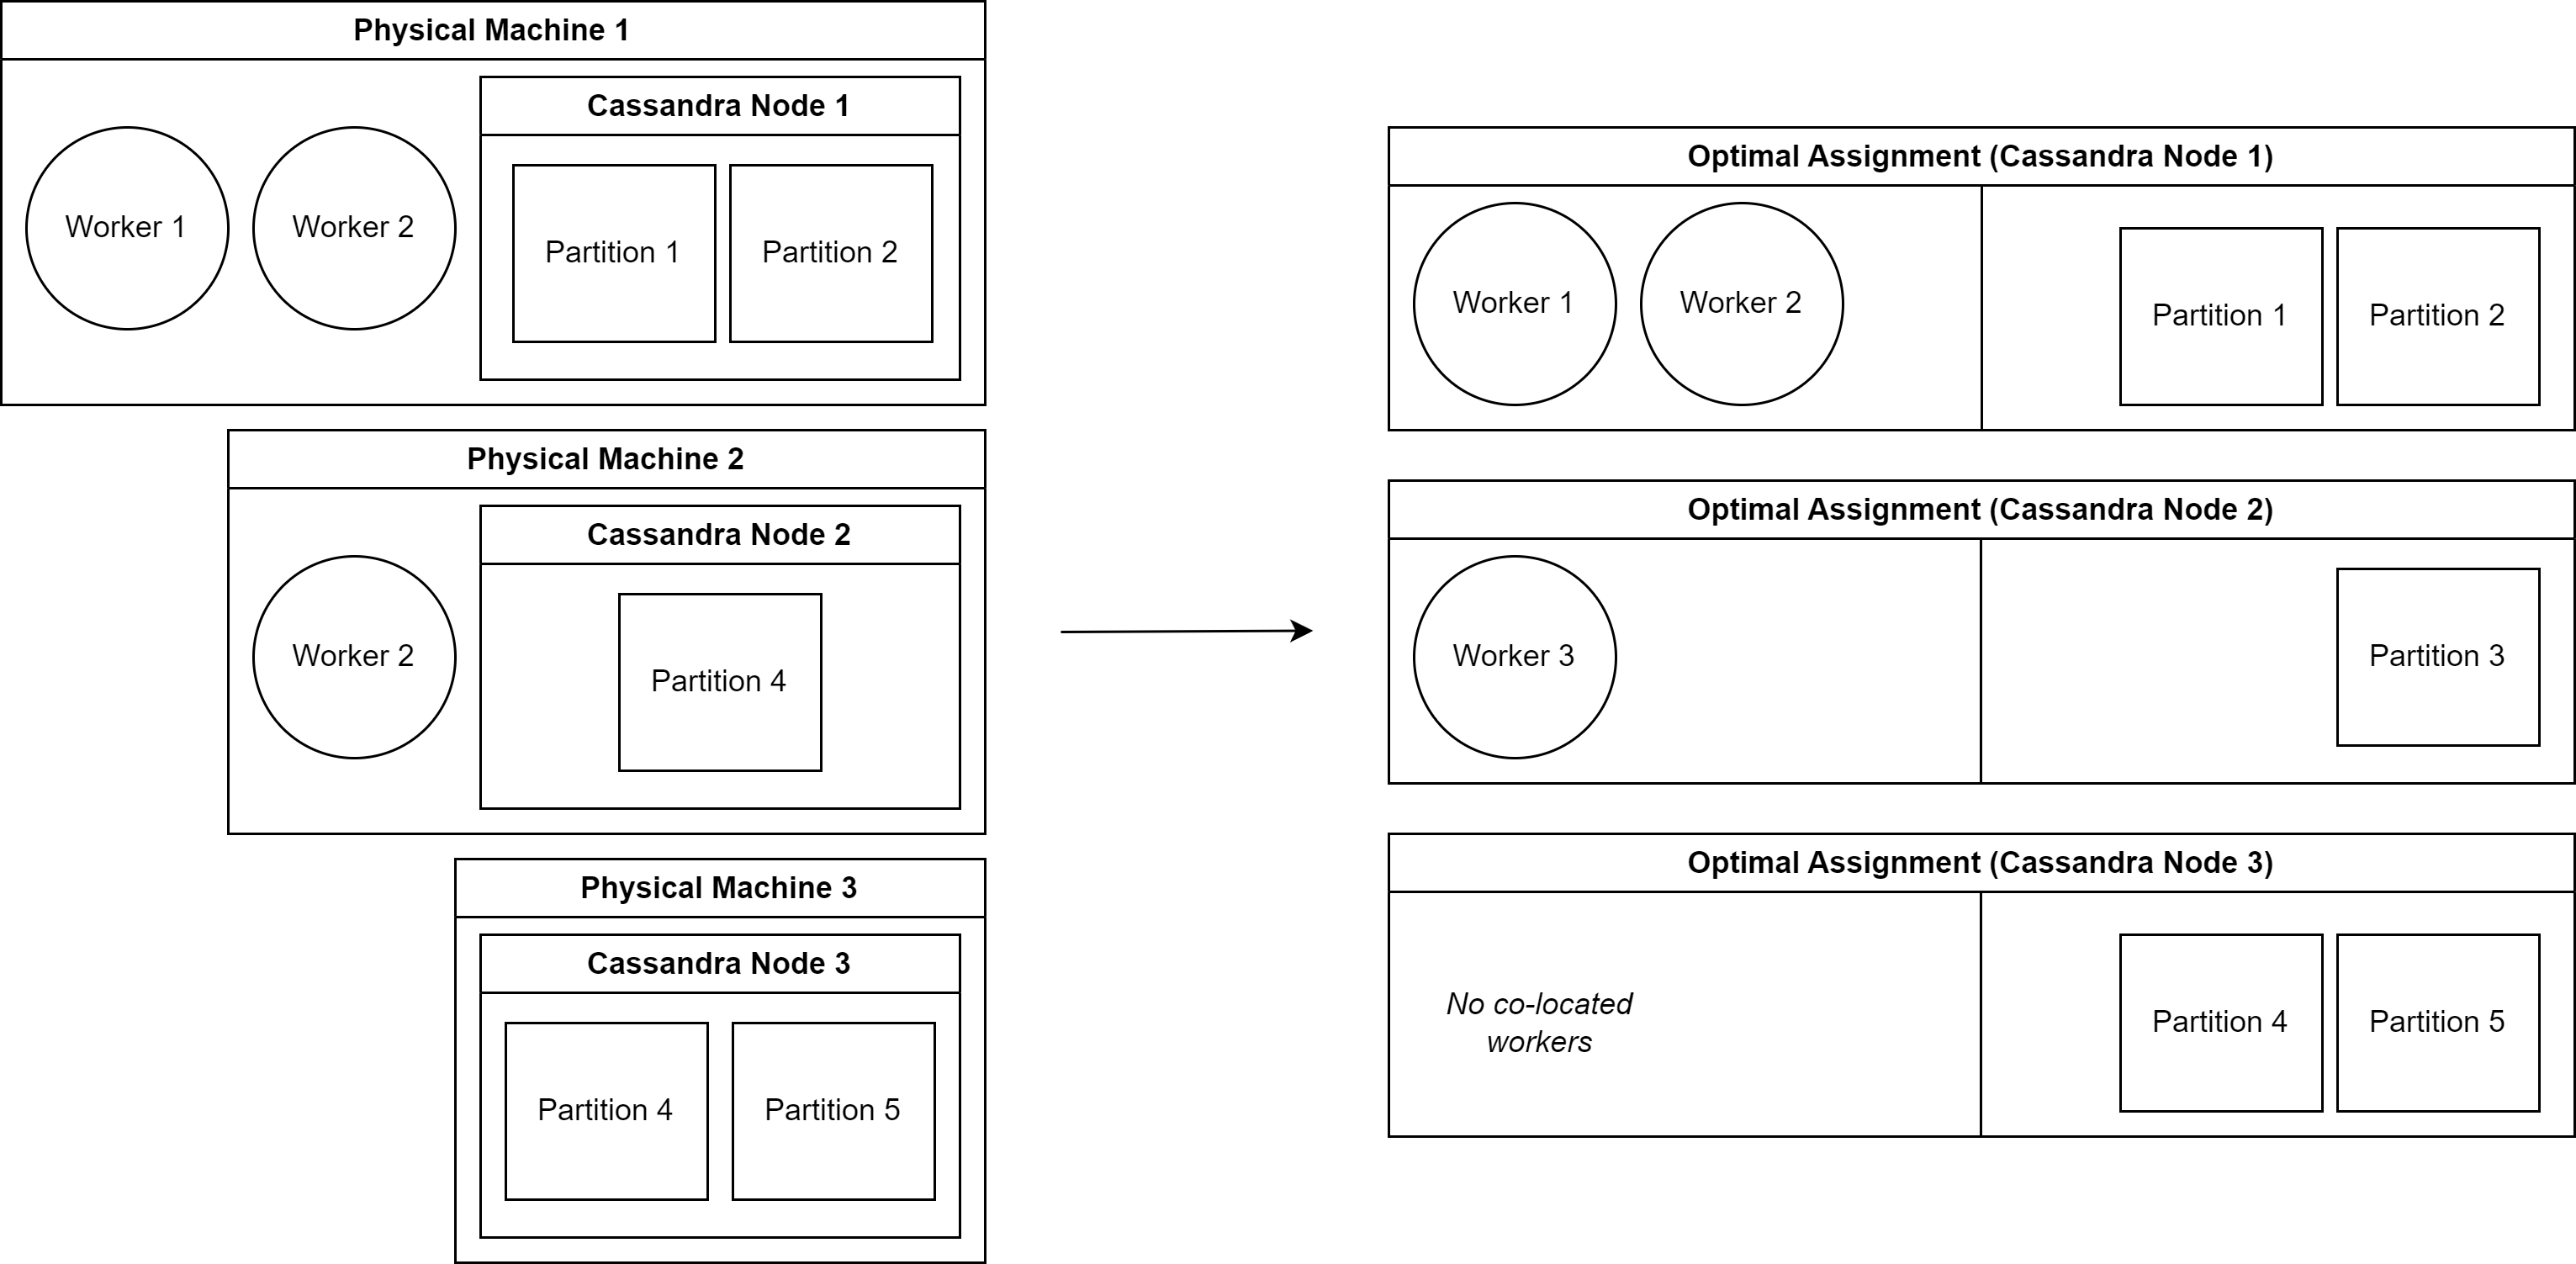 Physical Machine 1
Cassandra Node 1
Worker 1
Worker 2
Partition 1
Partition 2
Physical Machine 2
Cassandra Node 2
Worker 2
Partition 4
Physical Machine 3
Cassandra Node 3
Partition 4
Partition 5
Optimal Assignment (Cassandra Node 1)
Worker 1
Worker 2
Partition 1
Partition 2
Optimal Assignment (Cassandra Node 2)
Worker 3
Partition 3
Optimal Assignment (Cassandra Node 3)
No co-located
workers
Partition 4
Partition 5